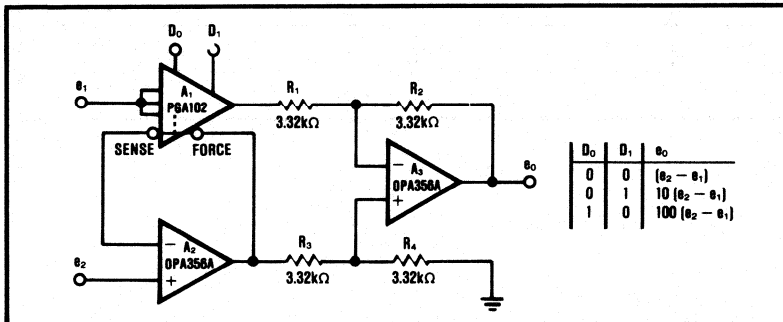 D₀ D₁
e₁
A₁
PGA102
SENSE
FORCE
R₁
3.32kΩ
R₂
3.32kΩ
A₃
OPA356A
e₀
e₂
A₂
OPA356A
R₃
3.32kΩ
R₄
3.32kΩ
D₀ D₁ e₀
0 0 (e₂ − e₁)
0 1 10 (e₂ − e₁)
1 0 100 (e₂ − e₁)
− +
− +